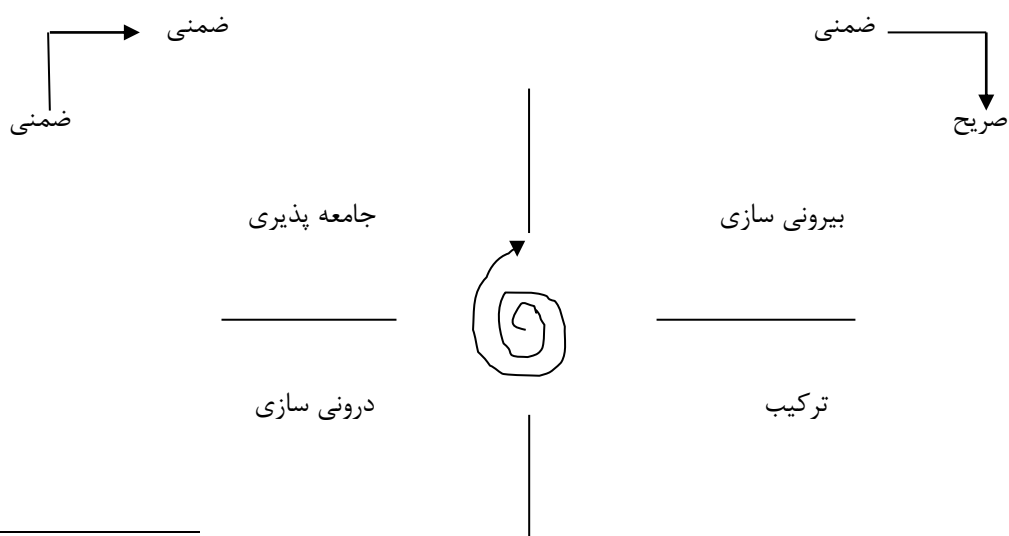 ضمنی
ضمنی
صریح
ضمنی
بیرونی سازی
جامعه پذیری
ترکیب
درونی سازی